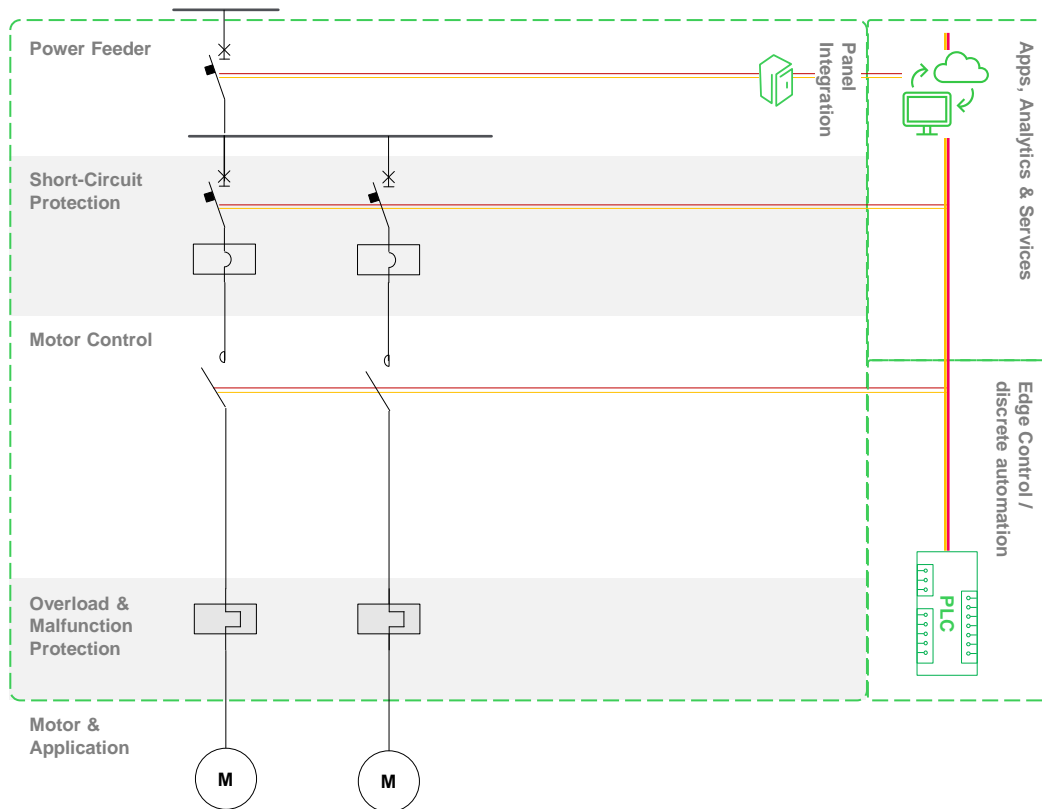 Power Feeder
Panel
Integration
Apps, Analytics & Services
Short-Circuit
Protection
Motor Control
Edge Control /
discrete automation
Overload &
Malfunction
Protection
PLC
Motor &
Application
M
M